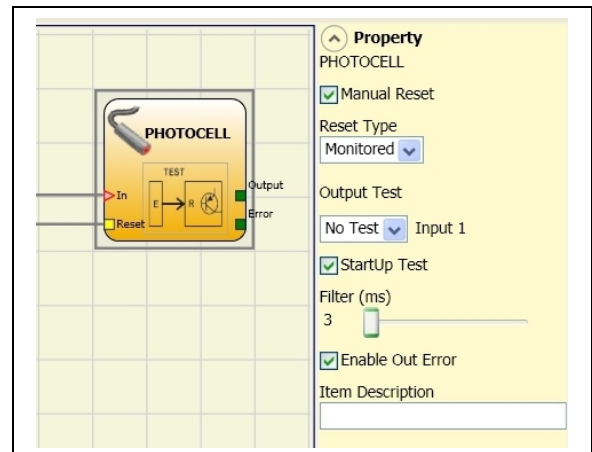 PHOTOCELL
TEST
In
E
R
Output
Reset
Error
Property
PHOTOCELL
Manual Reset
Reset Type
Monitored
Output Test
No Test Input 1
StartUp Test
Filter (ms)
3
Enable Out Error
Item Description